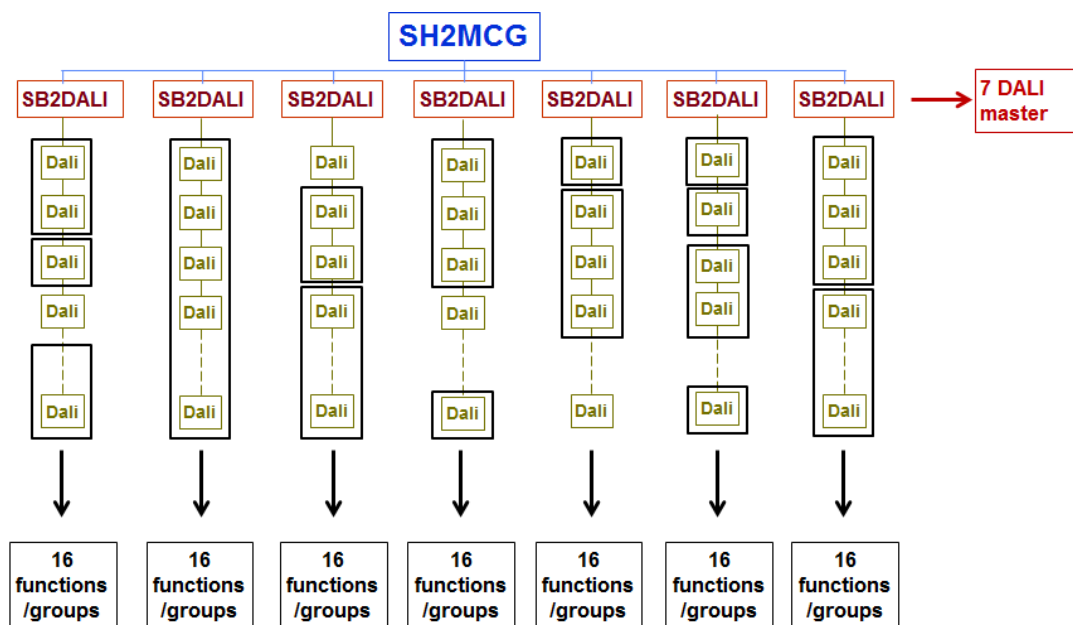 SH2MCG
SB2DALI SB2DALI SB2DALI SB2DALI SB2DALI SB2DALI SB2DALI
7 DALI
master
Dali Dali Dali Dali Dali Dali Dali
Dali Dali Dali Dali Dali Dali Dali
Dali Dali Dali Dali Dali Dali Dali
Dali Dali Dali Dali Dali Dali Dali
Dali Dali Dali Dali Dali Dali Dali
16 16 16 16 16 16 16
functions functions functions functions functions functions functions
/groups /groups /groups /groups /groups /groups /groups